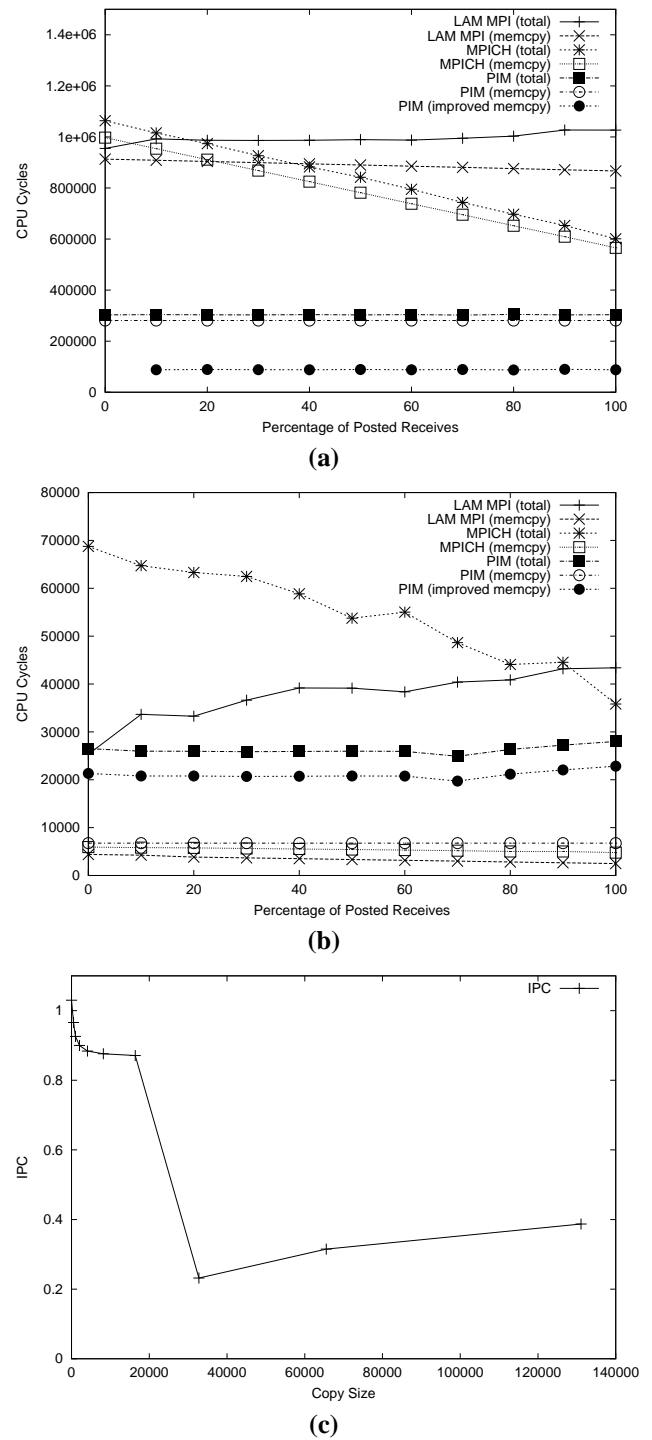 1.4e+06
1.2e+06
1e+06
800000
600000
400000
200000
0
CPU Cycles
LAM MPI (total)
LAM MPI (memcpy)
MPICH (total)
MPICH (memcpy)
PIM (total)
PIM (memcpy)
PIM (improved memcpy)
0 20 40 60 80 100
Percentage of Posted Receives
(a)
80000
70000
60000
50000
40000
30000
20000
10000
0
CPU Cycles
LAM MPI (total)
LAM MPI (memcpy)
MPICH (total)
MPICH (memcpy)
PIM (total)
PIM (memcpy)
PIM (improved memcpy)
0 20 40 60 80 100
Percentage of Posted Receives
(b)
1
0.8
0.6
0.4
0.2
0
IPC
IPC
0 20000 40000 60000 80000 100000 120000 140000
Copy Size
(c)